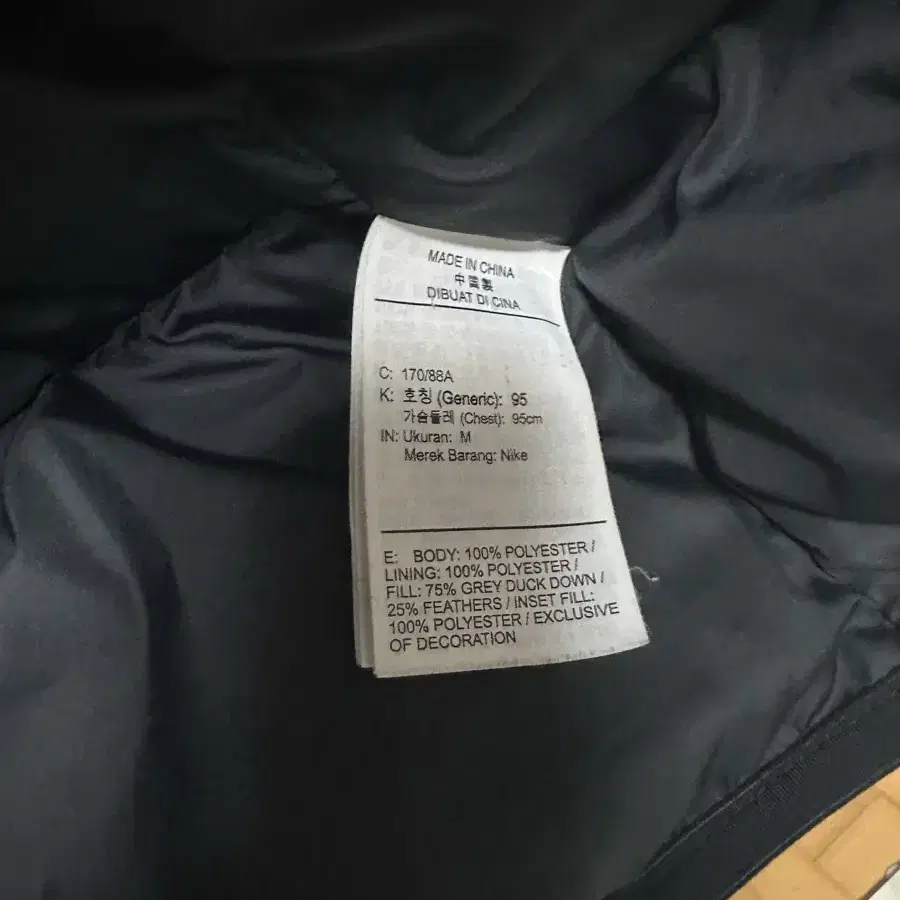 MADE IN CHINA
中國製
DIBUAT DI CINA
C: 170/88A
K: 호칭 (Generic): 95
가슴둘레 (Chest): 95cm
IN: Ukuran: M
Merek Barang: Nike
E: BODY: 100% POLYESTER /
LINING: 100% POLYESTER /
FILL: 75% GREY DUCK DOWN /
25% FEATHERS / INSET FILL:
100% POLYESTER / EXCLUSIVE
OF DECORATION